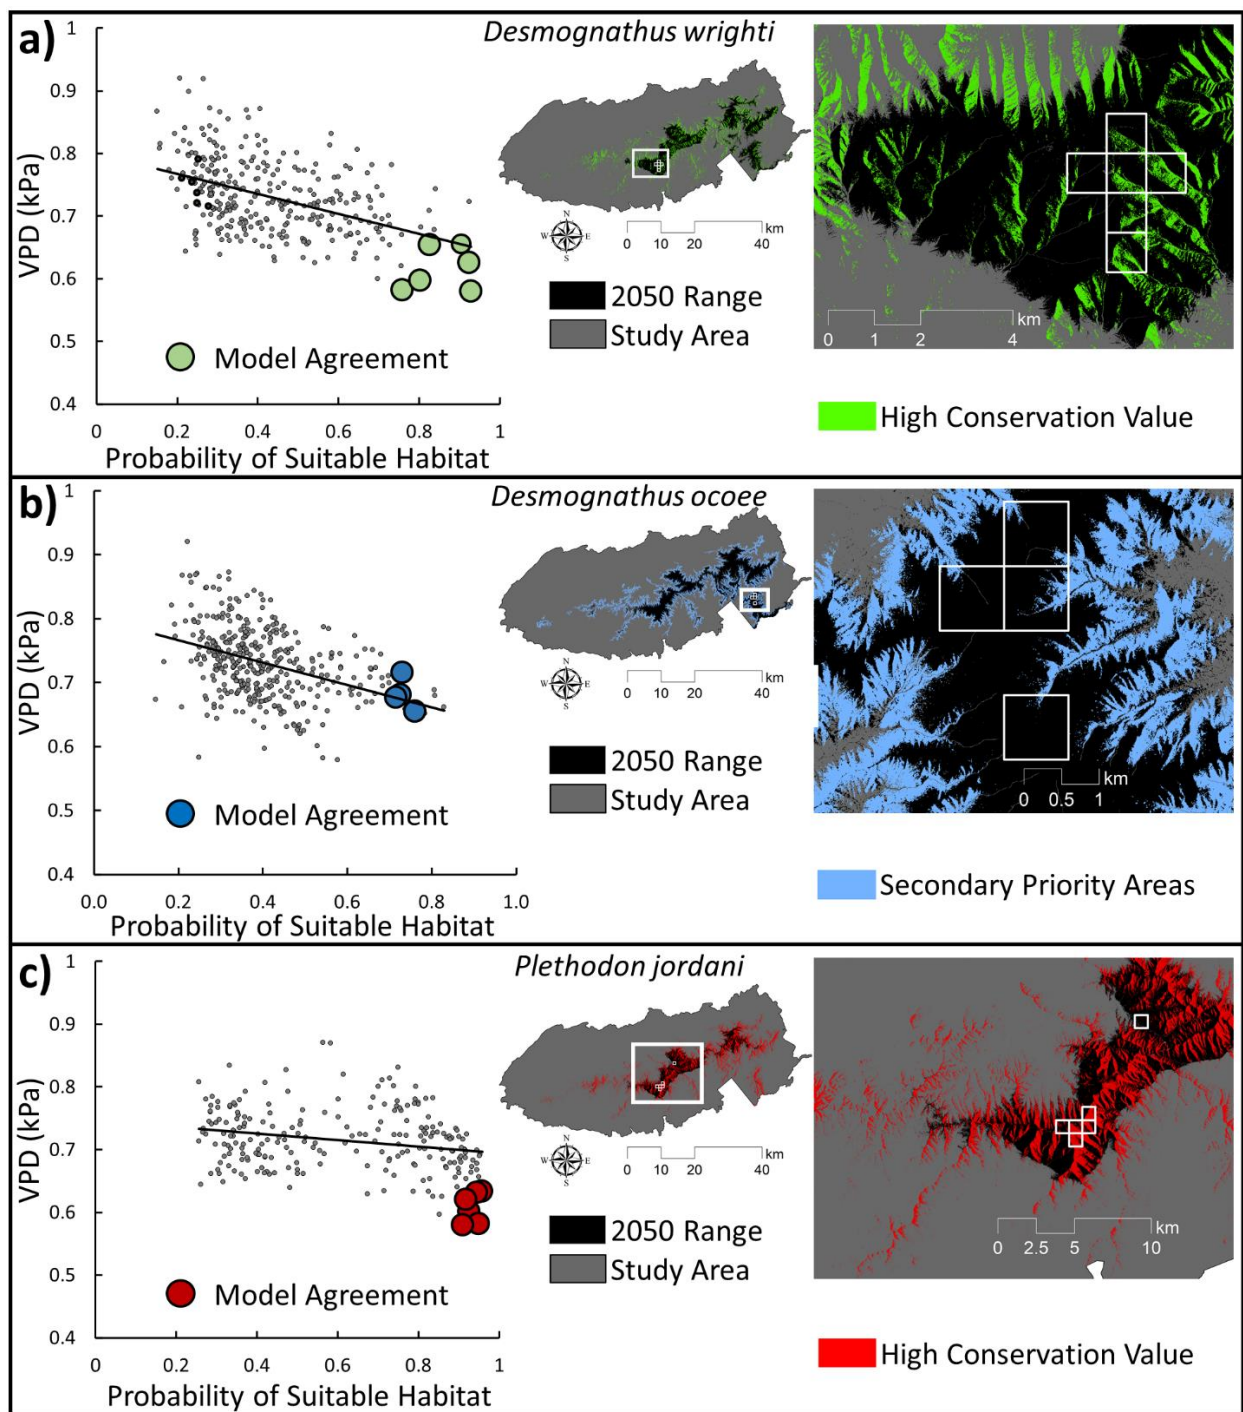 a)
Desmognathus wrighti
1
0.9
0.8
0.7
0.6
0.5
0.4
VPD (kPa)
0 0.2 0.4 0.6 0.8 1
Probability of Suitable Habitat
Model Agreement
N
W E
S
0 10 20 40
km
2050 Range
Study Area
0 1 2 4
km
High Conservation Value
b)
Desmognathus ocoee
1
0.9
0.8
0.7
0.6
0.5
0.4
VPD (kPa)
0.0 0.2 0.4 0.6 0.8 1.0
Probability of Suitable Habitat
Model Agreement
N
W E
S
0 10 20 40
km
2050 Range
Study Area
km
0 0.5 1
Secondary Priority Areas
c)
Plethodon jordani
1
0.9
0.8
0.7
0.6
0.5
0.4
VPD (kPa)
0 0.2 0.4 0.6 0.8 1
Probability of Suitable Habitat
Model Agreement
N
W E
S
0 10 20 40
km
2050 Range
Study Area
km
0 2.5 5 10
High Conservation Value